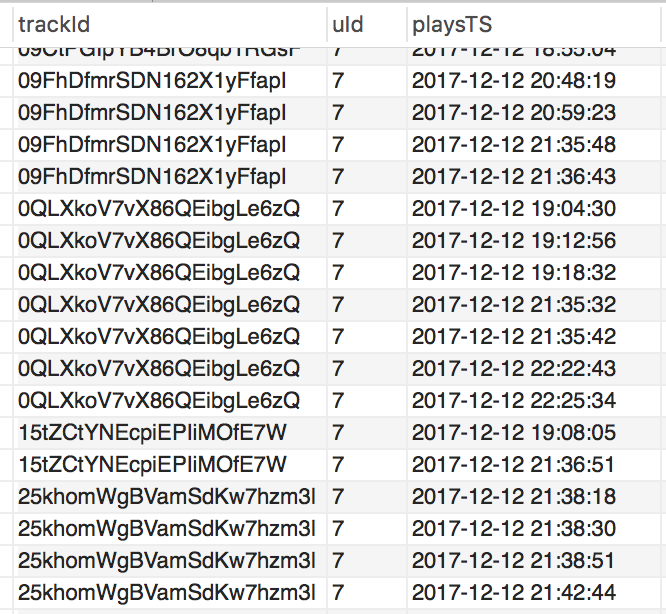 trackId uId playsTS
7 2017-12-12 18:55:04
09FhDfmrSDN162X1yFfapI 7 2017-12-12 20:48:19
09FhDfmrSDN162X1yFfapI 7 2017-12-12 20:59:23
09FhDfmrSDN162X1yFfapI 7 2017-12-12 21:35:48
09FhDfmrSDN162X1yFfapI 7 2017-12-12 21:36:43
0QLXkoV7vX86QEibgLe6zQ 7 2017-12-12 19:04:30
0QLXkoV7vX86QEibgLe6zQ 7 2017-12-12 19:12:56
0QLXkoV7vX86QEibgLe6zQ 7 2017-12-12 19:18:32
0QLXkoV7vX86QEibgLe6zQ 7 2017-12-12 21:35:32
0QLXkoV7vX86QEibgLe6zQ 7 2017-12-12 21:35:42
0QLXkoV7vX86QEibgLe6zQ 7 2017-12-12 22:22:43
0QLXkoV7vX86QEibgLe6zQ 7 2017-12-12 22:25:34
15tZCtYNEcpiEPIiMOfE7W 7 2017-12-12 19:08:05
15tZCtYNEcpiEPIiMOfE7W 7 2017-12-12 21:36:51
25khomWgBVamSdKw7hzm3l 7 2017-12-12 21:38:18
25khomWgBVamSdKw7hzm3l 7 2017-12-12 21:38:30
25khomWgBVamSdKw7hzm3l 7 2017-12-12 21:38:51
25khomWgBVamSdKw7hzm3l 7 2017-12-12 21:42:44